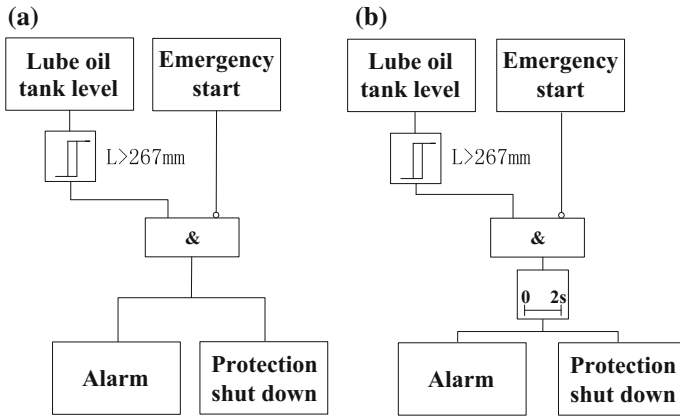 (a)
Lube oil
tank level
Emergency
start
L>267mm
&
Alarm
Protection
shut down
(b)
Lube oil
tank level
Emergency
start
L>267mm
&
0 2s
Alarm
Protection
shut down